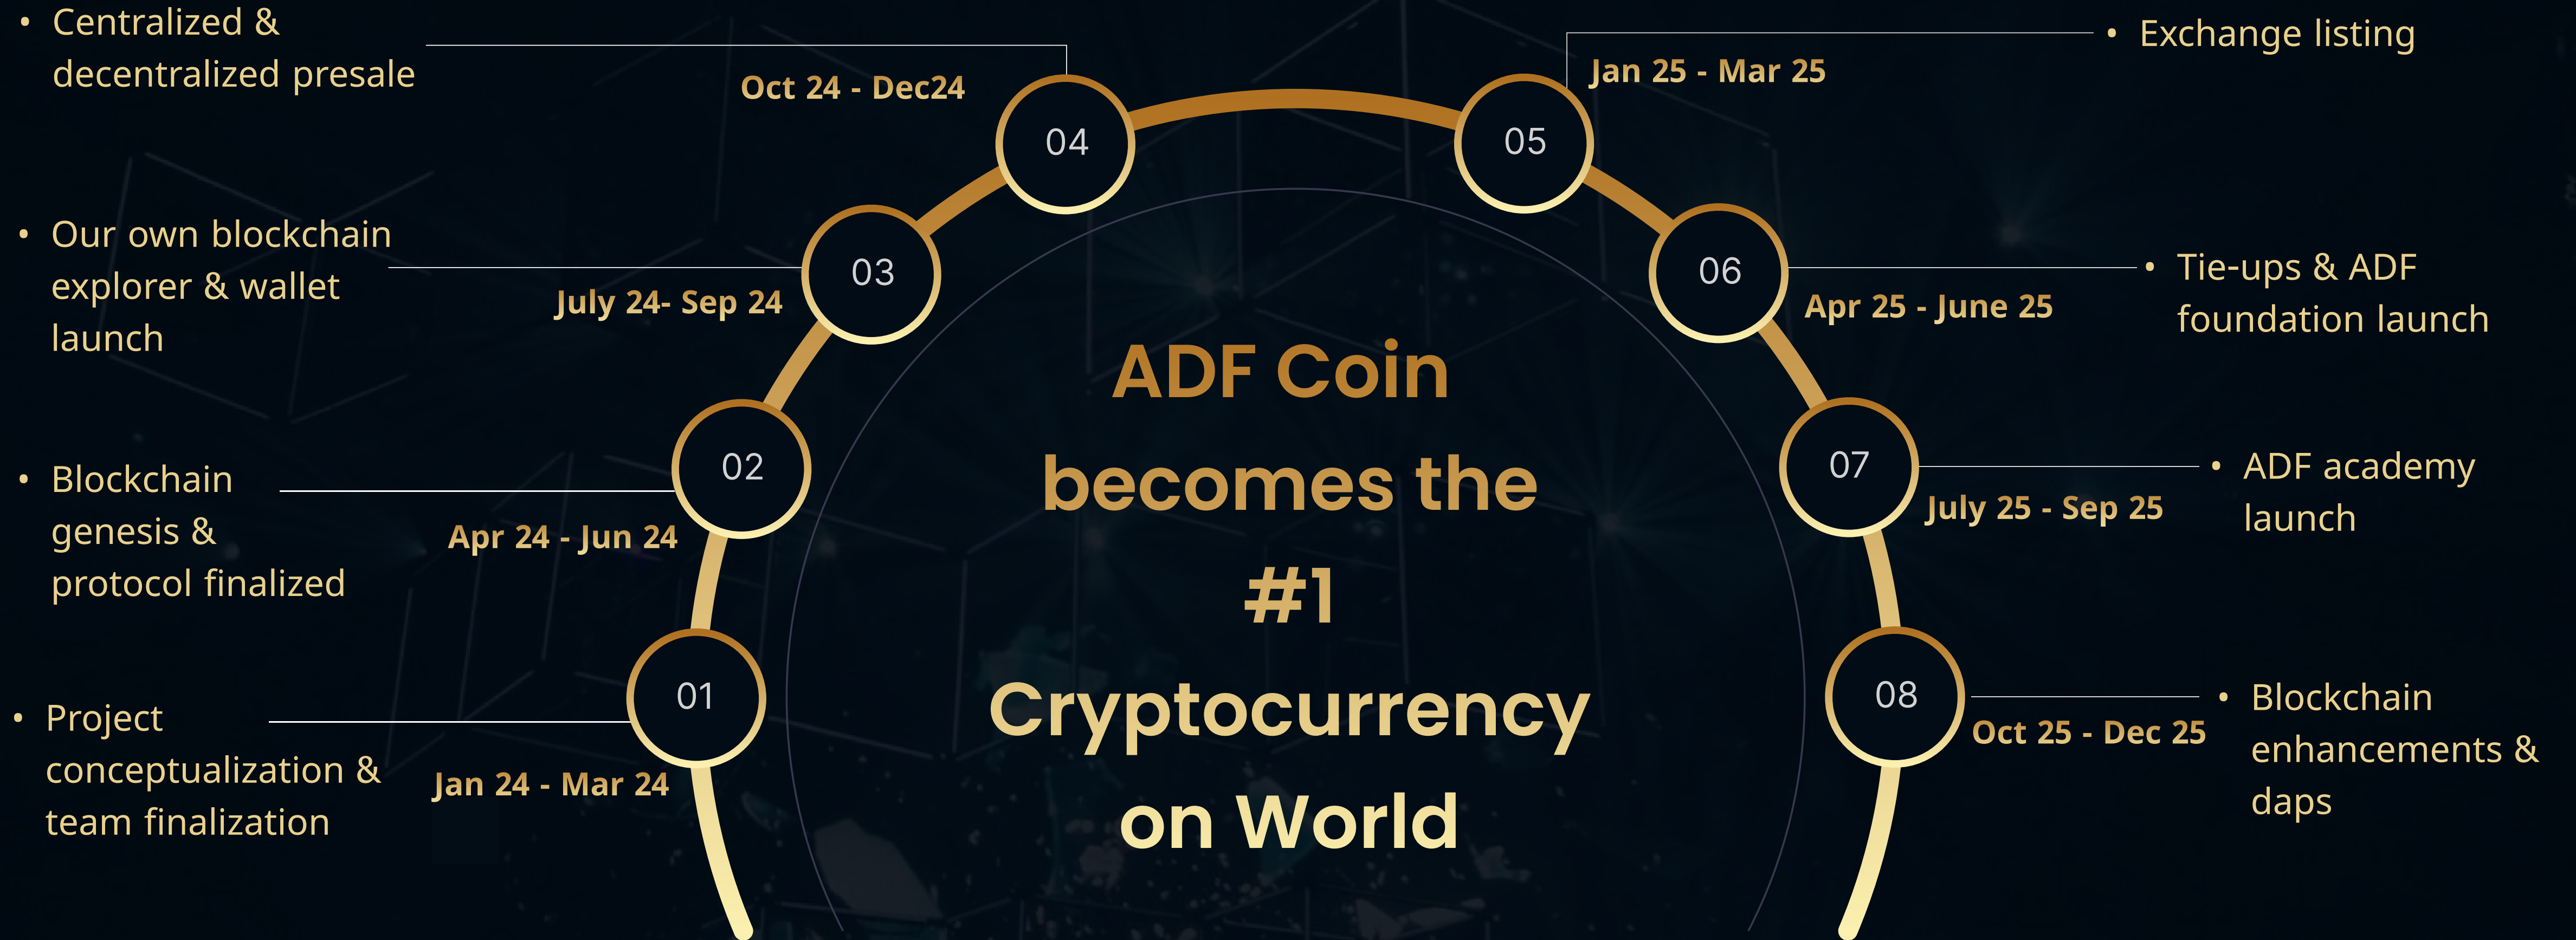 • Centralized &
decentralized presale
Oct 24 - Dec24
04
• Our own blockchain
explorer & wallet
launch
July 24- Sep 24
03
• Blockchain
genesis &
protocol finalized
Apr 24 - Jun 24
02
• Project
conceptualization &
team finalization
Jan 24 - Mar 24
01
ADF Coin
becomes the
#1
Cryptocurrency
on World
05
Jan 25 - Mar 25
• Exchange listing
06
Apr 25 - June 25
• Tie-ups & ADF
foundation launch
07
July 25 - Sep 25
• ADF academy
launch
08
Oct 25 - Dec 25
• Blockchain
enhancements &
daps